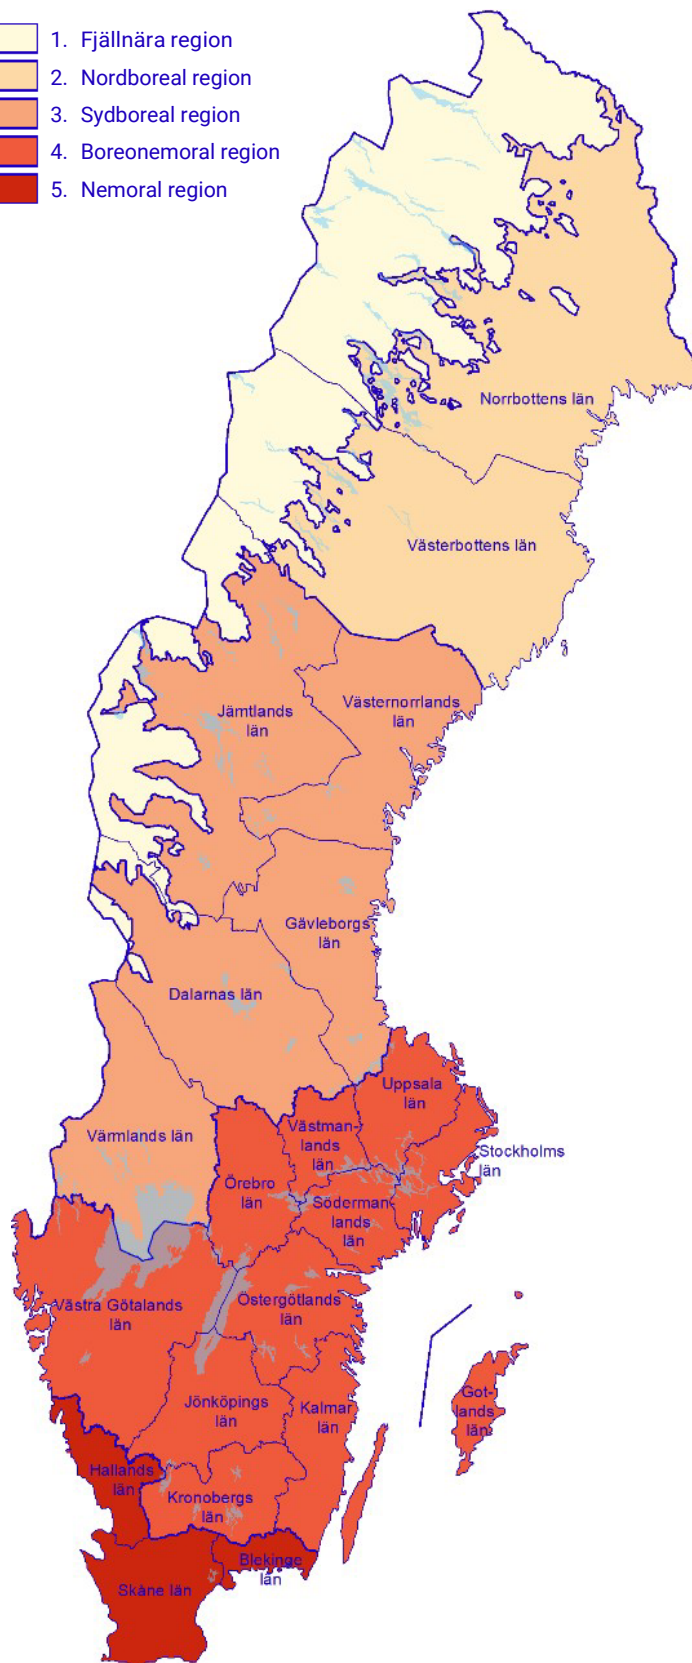 1. Fjällnära region
2. Nordboreal region
3. Sydboreal region
4. Boreonemoral region
5. Nemoral region
Norrbottens län
Västerbottens län
Jämtlands
län
Västernorrlands
län
Gävleborgs
län
Dalarnas län
Uppsala
län
Värmlands län
Västman-
lands
län
Stockholms
län
Örebro
län
Söderman-
lands
län
Västra Götalands
län
Östergötlands
län
Jönköpings
län
Kalmar
län
Got-
lands
län
Hallands
län
Kronobergs
län
Skåne län
Blekinge
län